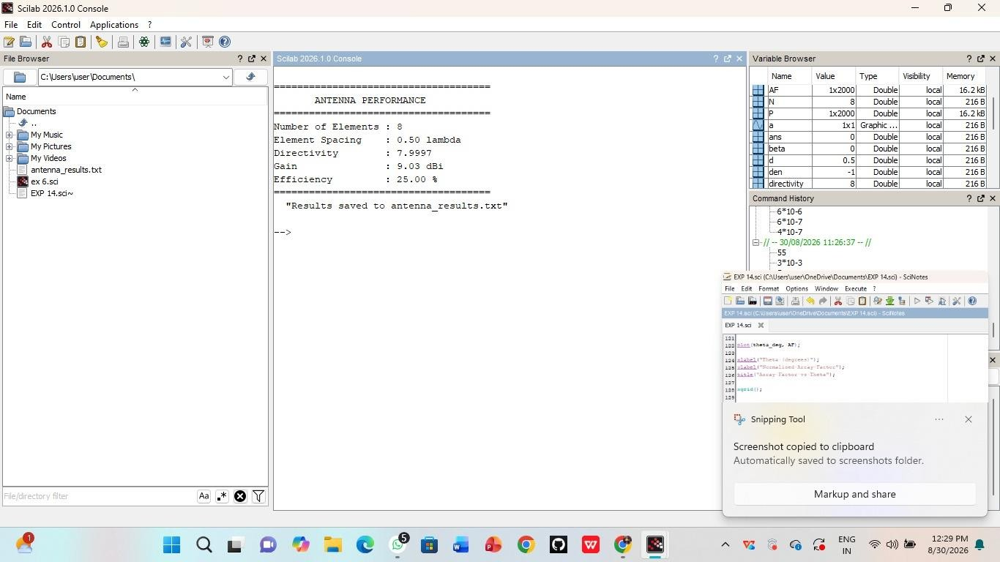 Scilab 2026.1.0 Console
File Edit Control Applications ?
File Browser ? 
C:\Users\user\Documents\
Name
Documents
..
My Music
My Pictures
My Videos
antenna_results.txt
ex 6.sci
EXP 14.sci~
File/directory filter
Aa
.*
Scilab 2026.1.0 Console ?
=====================================
ANTENNA PERFORMANCE
=====================================
Number of Elements : 8
Element Spacing : 0.50 lambda
Directivity : 7.9997
Gain : 9.03 dBi
Efficiency : 25.00 %
=====================================
"Results saved to antenna_results.txt"
-->
Variable Browser ?
Name Value Type Visibility Memory
AF 1x2000 Double local 16.2 kB
N 8 Double local 216 B
P 1x2000 Double local 16.2 kB
a 1x1 Graphic ... local 216 B
ans 0 Double local 216 B
beta 0 Double local 216 B
d 0.5 Double local 216 B
den -1 Double local 216 B
directivity 8 Double local 216 B
Command History ?
6*10-6
6*10-7
4*10-7
// -- 30/08/2026 11:26:37 -- //
55
3*10-3
EXP 14.sci (C:\Users\user\OneDrive\Documents\EXP 14.sci) - SciNotes
File Edit Format Options Window Execute ?
EXP 14.sci (C:\Users\user\OneDrive\Documents\EXP 14.sci) - SciNotes
EXP 14.sci
121
122 plot(theta_deg, AF);
123
124 xlabel("Theta (degrees)");
125 ylabel("Normalized Array Factor");
126 title("Array Factor vs Theta");
127
128 xgrid();
129
Snipping Tool ...
Screenshot copied to clipboard
Automatically saved to screenshots folder.
Markup and share
1
5
ENG
IN
12:29 PM
8/30/2026